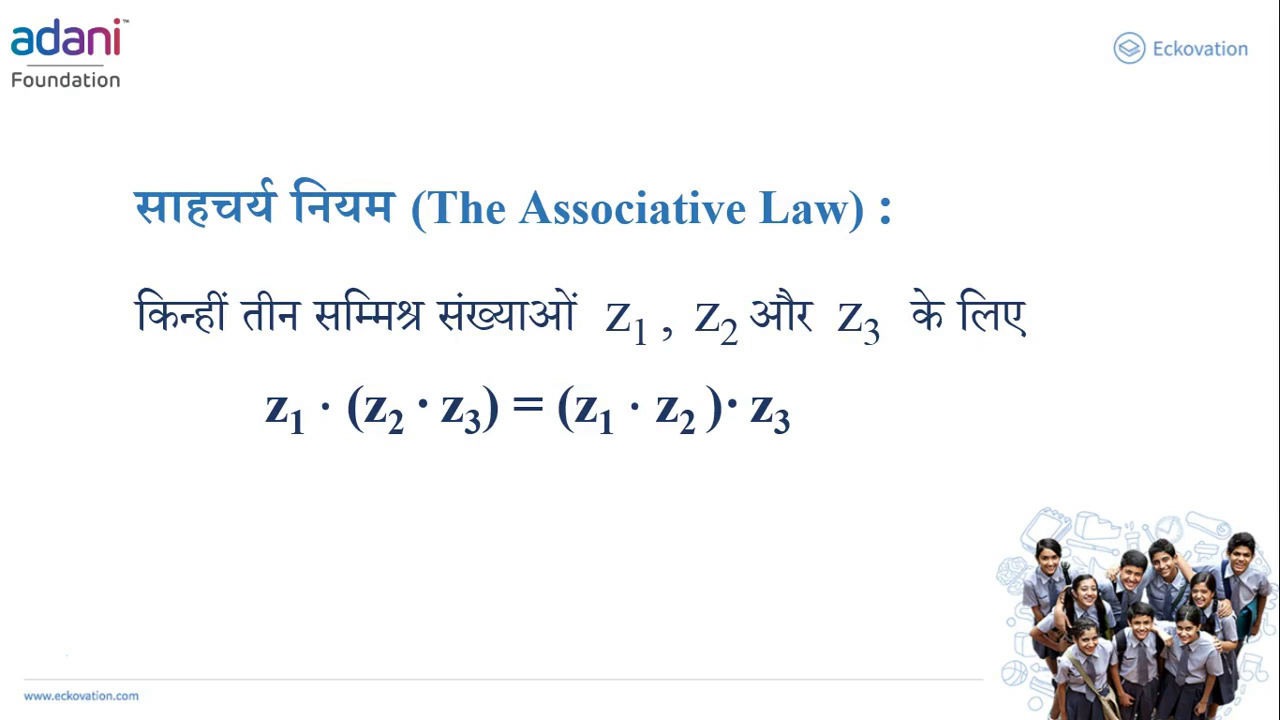 adani™
Foundation
Eckovation
साहचर्य नियम (The Associative Law) :
किन्हीं तीन सम्मिश्र संख्याओं z₁ , z₂ और z₃ के लिए
z₁ · (z₂ · z₃) = (z₁ · z₂ )· z₃
www.eckovation.com